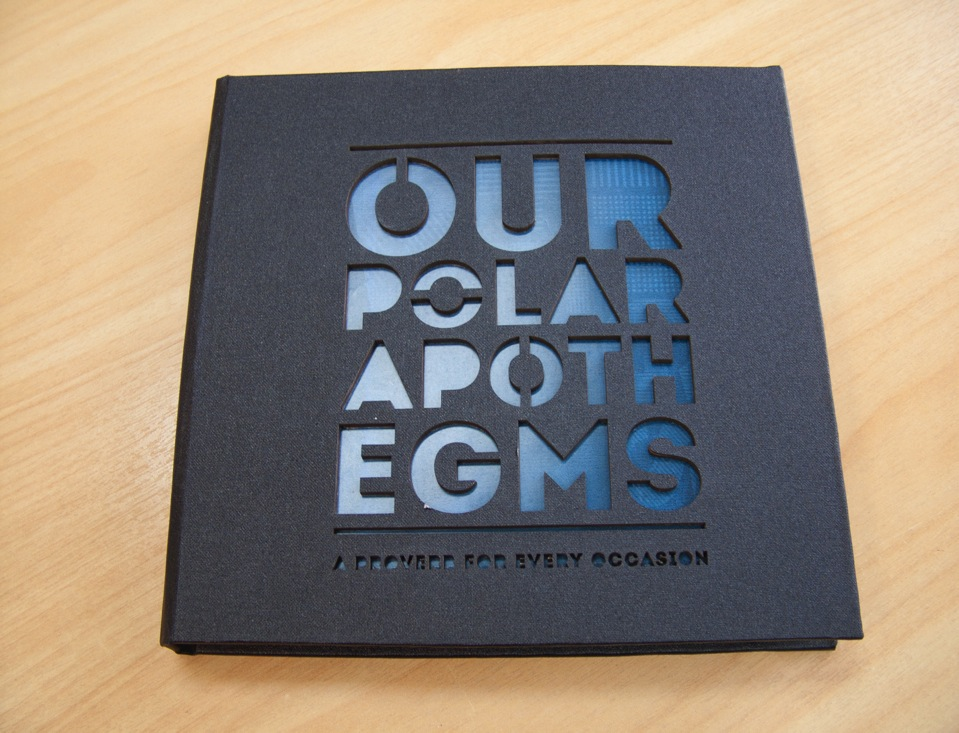 OUR
POLAR
APOTH
EGMS
A PROVERB FOR EVERY OCCASION